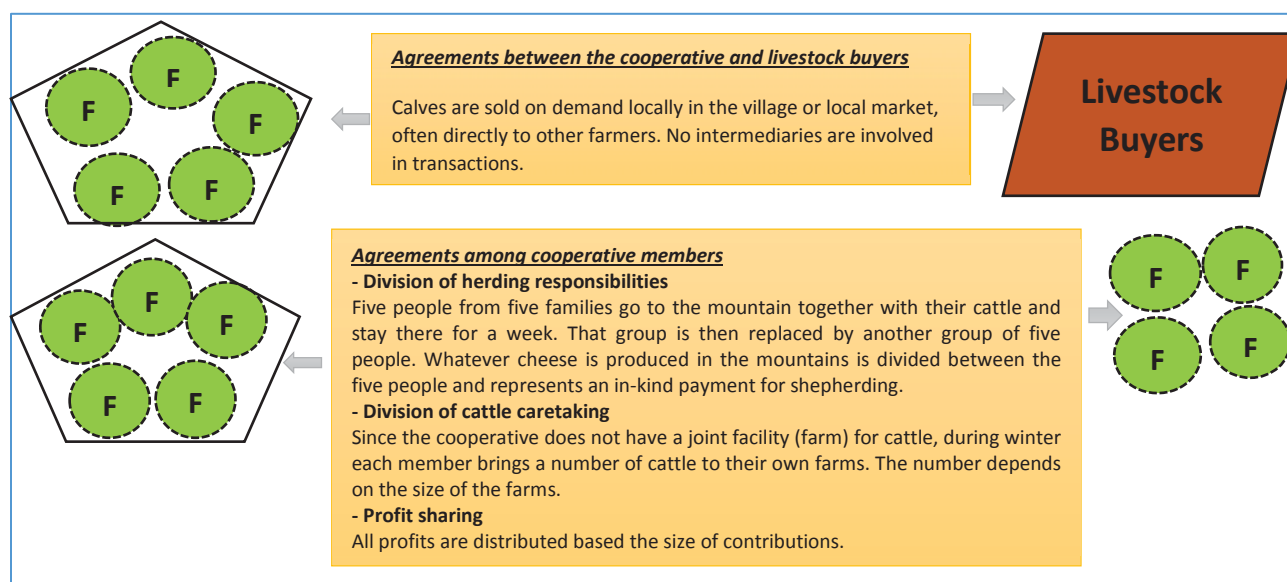 F
F
F
F
F
Agreements between the cooperative and livestock buyers
Calves are sold on demand locally in the village or local market,
often directly to other farmers. No intermediaries are involved
in transactions.
Livestock
Buyers
F
F
F
F
F
Agreements among cooperative members
- Division of herding responsibilities
Five people from five families go to the mountain together with their cattle and
stay there for a week. That group is then replaced by another group of five
people. Whatever cheese is produced in the mountains is divided between the
five people and represents an in-kind payment for shepherding.
- Division of cattle caretaking
Since the cooperative does not have a joint facility (farm) for cattle, during winter
each member brings a number of cattle to their own farms. The number depends
on the size of the farms.
- Profit sharing
All profits are distributed based the size of contributions.
F
F
F
F